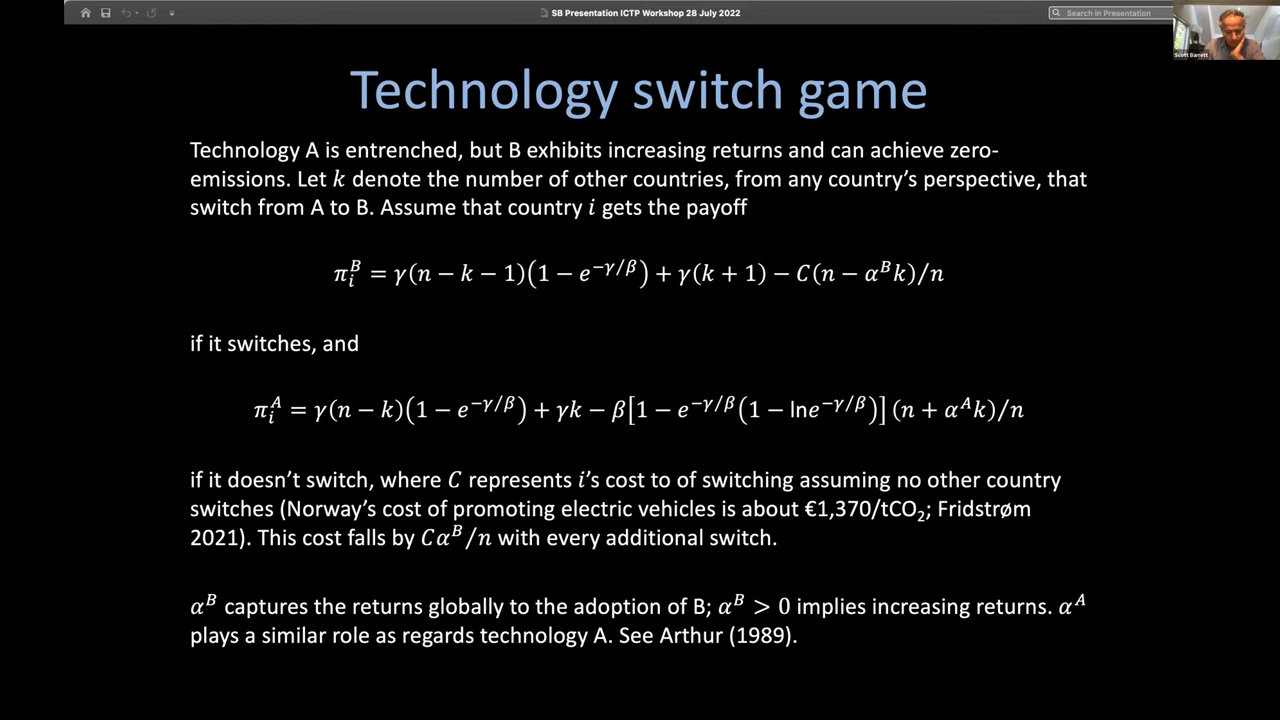 SB Presentation ICTP Workshop 28 July 2022
Search in Presentation
Scott Barrett
Technology switch game
Technology A is entrenched, but B exhibits increasing returns and can achieve zero-
emissions. Let k denote the number of other countries, from any country's perspective, that
switch from A to B. Assume that country i gets the payoff
π_i^B = γ(n − k − 1)(1 − e^{−γ/β}) + γ(k + 1) − C(n − α^B k)/n
if it switches, and
π_i^A = γ(n − k)(1 − e^{−γ/β}) + γk − β[1 − e^{−γ/β}(1 − lne^{−γ/β})](n + α^A k)/n
if it doesn't switch, where C represents i's cost to of switching assuming no other country
switches (Norway's cost of promoting electric vehicles is about €1,370/tCO₂; Fridstrøm
2021). This cost falls by Cα^B/n with every additional switch.
α^B captures the returns globally to the adoption of B; α^B > 0 implies increasing returns. α^A
plays a similar role as regards technology A. See Arthur (1989).